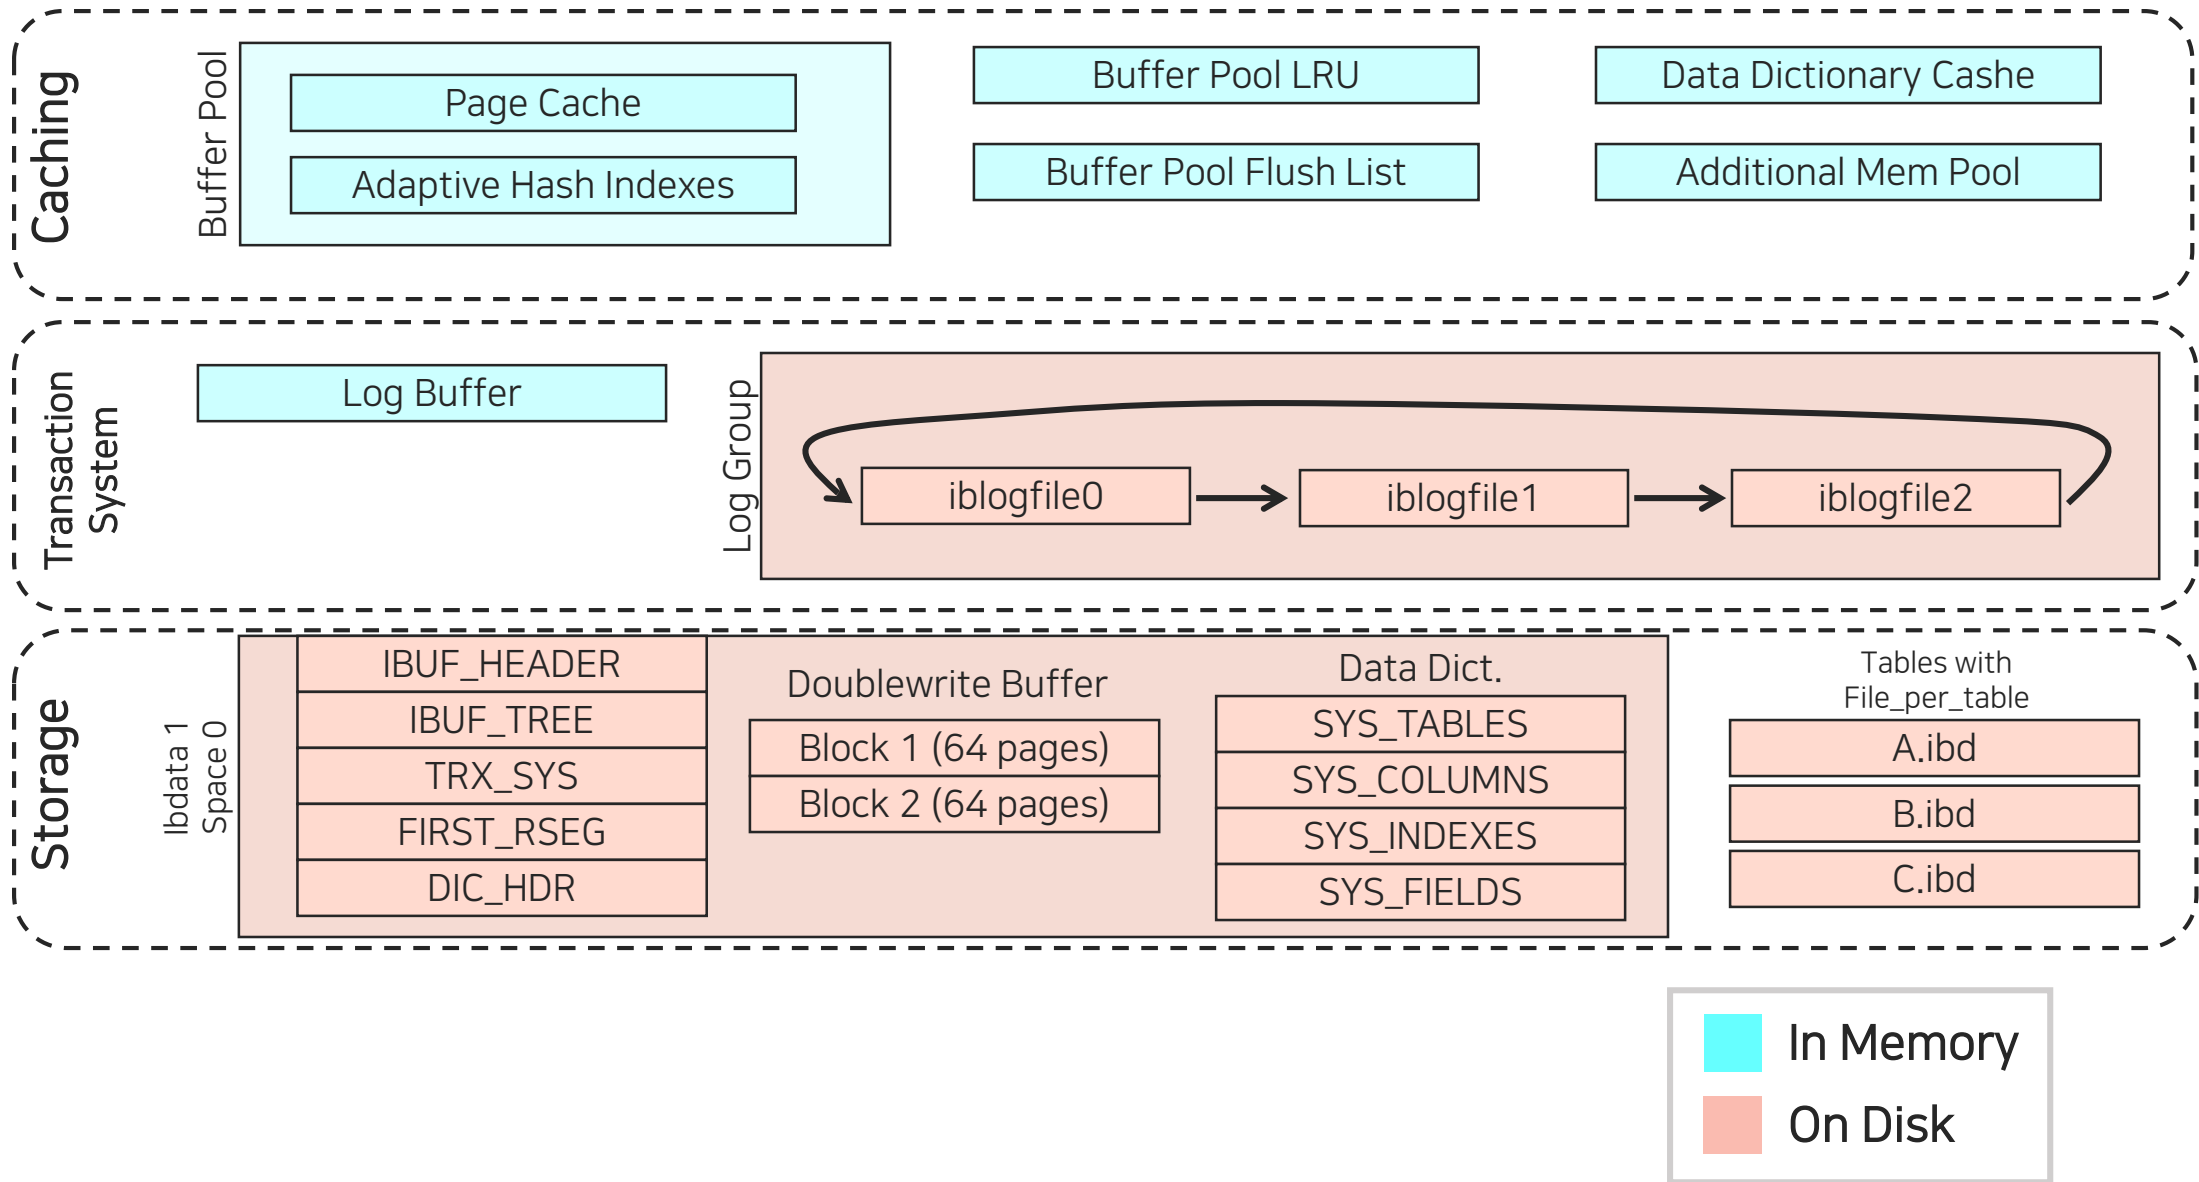 Caching
Buffer Pool
Page Cache
Adaptive Hash Indexes
Buffer Pool LRU
Buffer Pool Flush List
Data Dictionary Cashe
Additional Mem Pool
Transaction
System
Log Buffer
Log Group
iblogfile0
iblogfile1
iblogfile2
Storage
Ibdata 1
Space 0
IBUF_HEADER
IBUF_TREE
TRX_SYS
FIRST_RSEG
DIC_HDR
Doublewrite Buffer
Block 1 (64 pages)
Block 2 (64 pages)
Data Dict.
SYS_TABLES
SYS_COLUMNS
SYS_INDEXES
SYS_FIELDS
Tables with
File_per_table
A.ibd
B.ibd
C.ibd
In Memory
On Disk